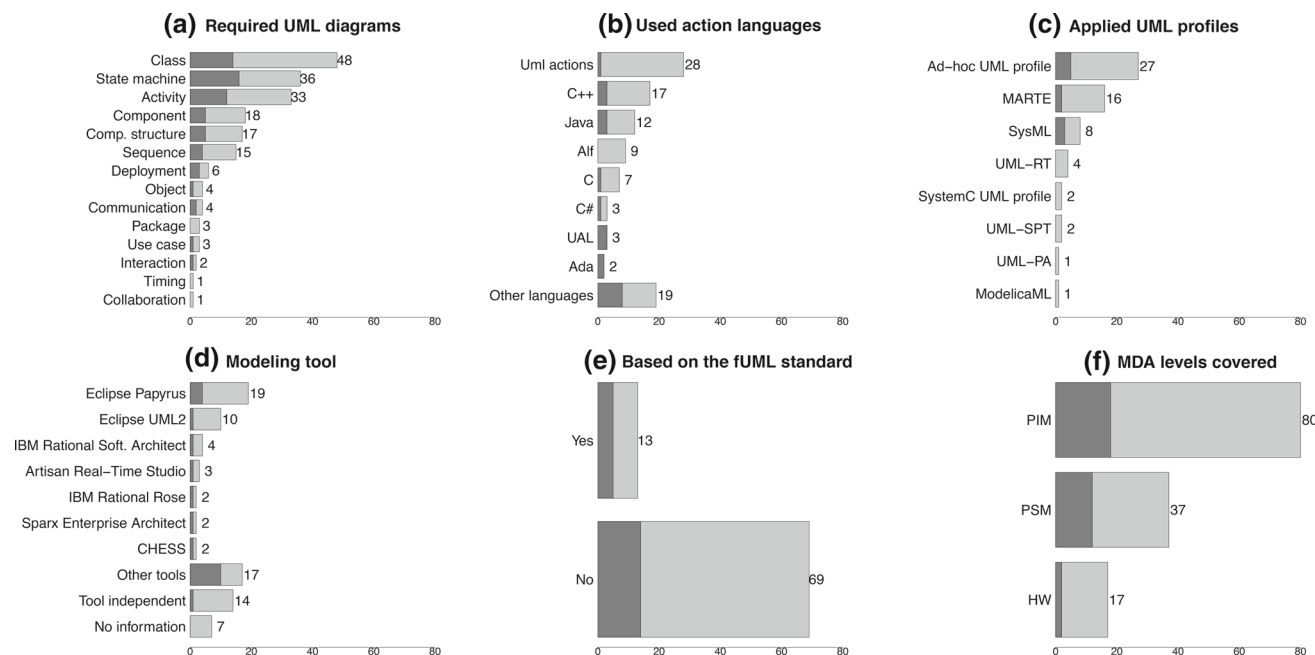 (a) Required UML diagrams
Class 48
State machine 36
Activity 33
Component 18
Comp. structure 17
Sequence 15
Deployment 6
Object 4
Communication 4
Package 3
Use case 3
Interaction 2
Timing 1
Collaboration 1
0 20 40 60 80
(b) Used action languages
Uml actions 28
C++ 17
Java 12
Alf 9
C 7
C# 3
UAL 3
Ada 2
Other languages 19
0 20 40 60 80
(c) Applied UML profiles
Ad-hoc UML profile 27
MARTE 16
SysML 8
UML-RT 4
SystemC UML profile 2
UML-SPT 2
UML-PA 1
ModelicaML 1
0 20 40 60 80
(d) Modeling tool
Eclipse Papyrus 19
Eclipse UML2 10
IBM Rational Soft. Architect 4
Artisan Real-Time Studio 3
IBM Rational Rose 2
Sparx Enterprise Architect 2
CHESS 2
Other tools 17
Tool independent 14
No information 7
0 20 40 60 80
(e) Based on the fUML standard
Yes 13
No 69
0 20 40 60 80
(f) MDA levels covered
PIM 80
PSM 37
HW 17
0 20 40 60 80